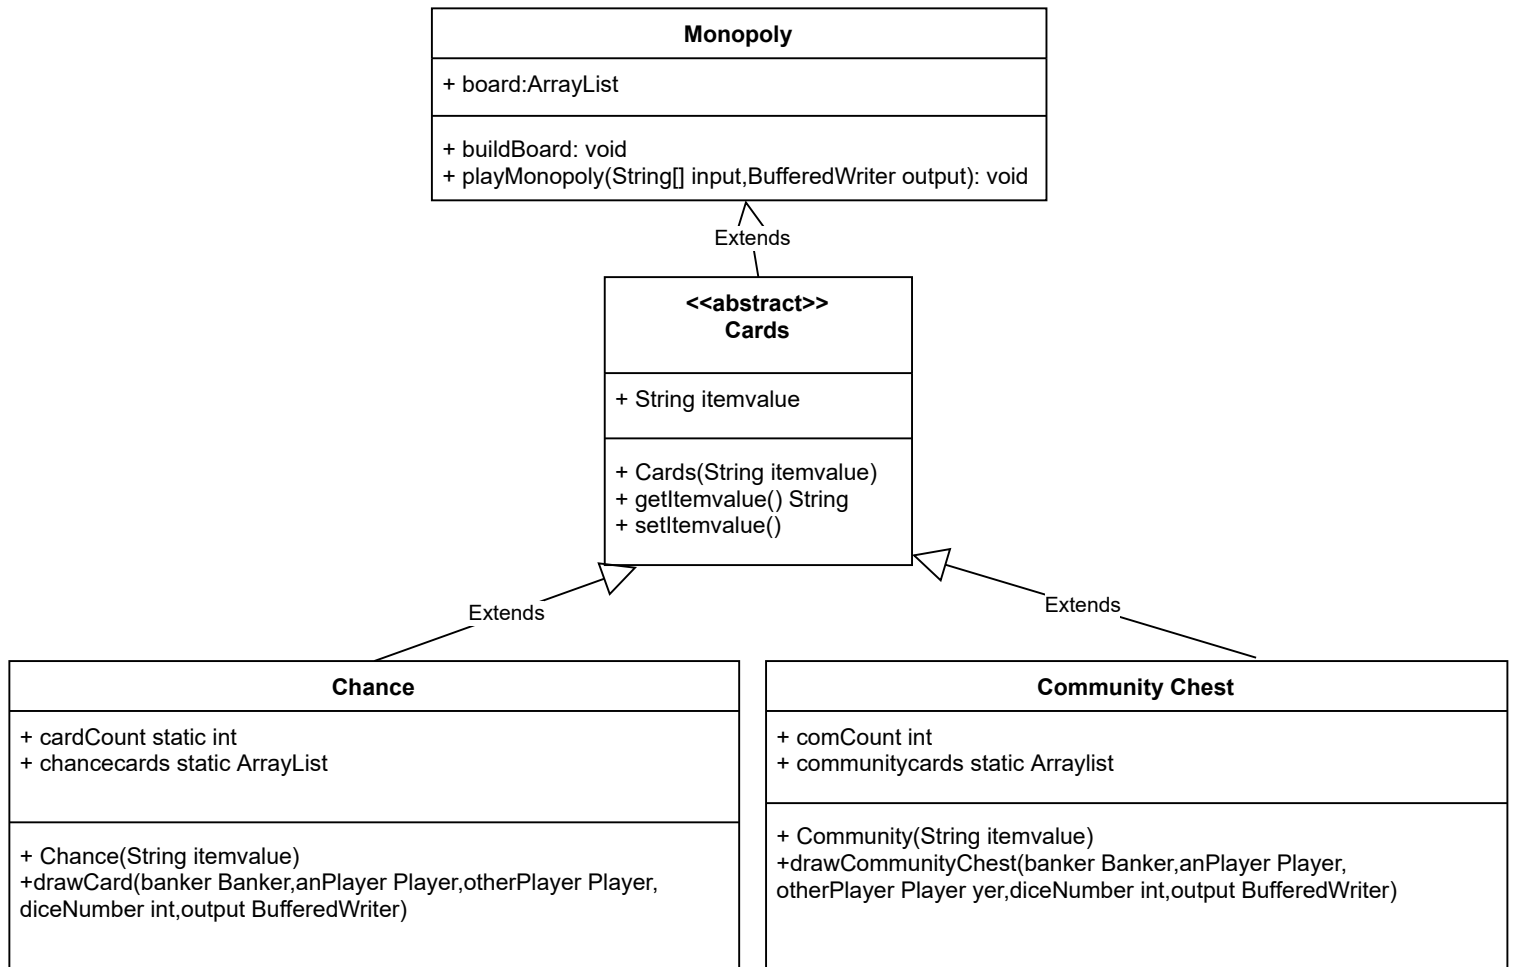 Monopoly
+ board:ArrayList
+ buildBoard: void
+ playMonopoly(String[] input,BufferedWriter output): void
Extends
<<abstract>>
Cards
+ String itemvalue
+ Cards(String itemvalue)
+ getItemvalue() String
+ setItemvalue()
Extends
Extends
Chance
+ cardCount static int
+ chancecards static ArrayList
+ Chance(String itemvalue)
+drawCard(banker Banker,anPlayer Player,otherPlayer Player,
diceNumber int,output BufferedWriter)
Community Chest
+ comCount int
+ communitycards static Arraylist
+ Community(String itemvalue)
+drawCommunityChest(banker Banker,anPlayer Player,
otherPlayer Player yer,diceNumber int,output BufferedWriter)